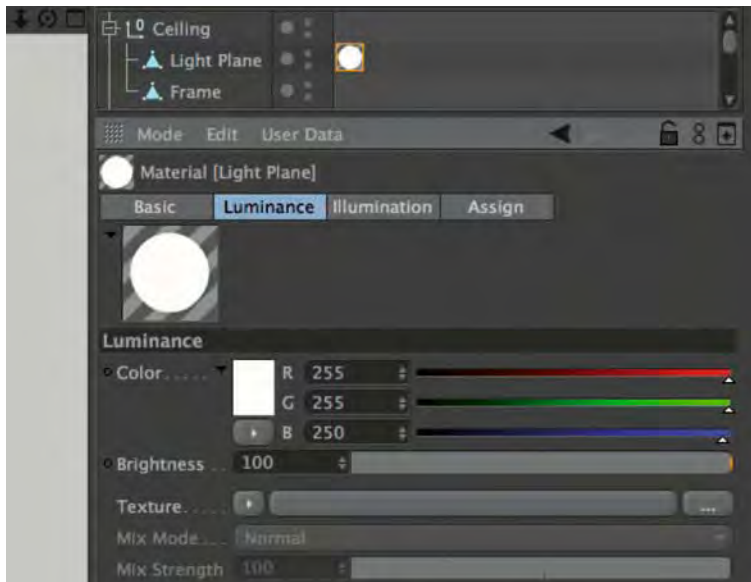 Ceilling
Light Plane
Frame
Mode Edit User Data
Material [Light Plane]
Basic Luminance Illumination Assign
Luminance
Color..... R 255
G 255
B 250
Brightness .. 100
Texture.....
...
Mix Mode... Normal
Mix Strength 100